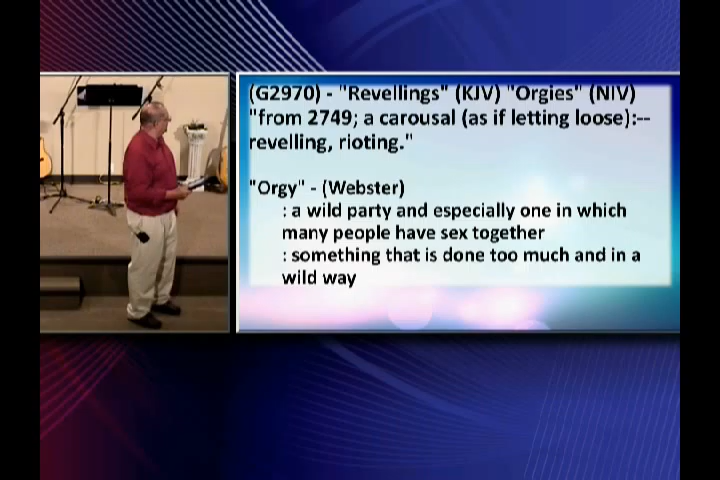 (G2970) - "Revellings" (KJV) "Orgies" (NIV)
"from 2749; a carousal (as if letting loose):--
revelling, rioting."
"Orgy" - (Webster)
: a wild party and especially one in which
many people have sex together
: something that is done too much and in a
wild way